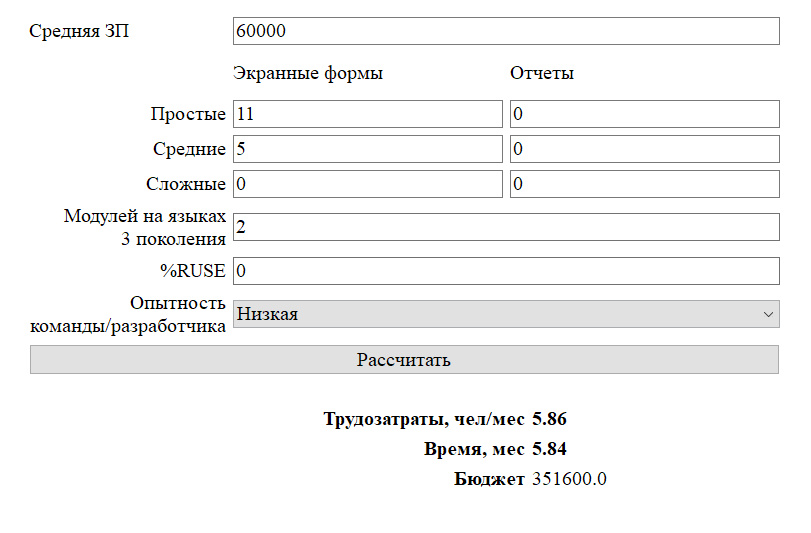 Средняя ЗП 60000
Экранные формы Отчеты
Простые 11 0
Средние 5 0
Сложные 0 0
Модулей на языках
3 поколения 2
%RUSE 0
Опытность
команды/разработчика Низкая
Рассчитать
Трудозатраты, чел/мес 5.86
Время, мес 5.84
Бюджет 351600.0